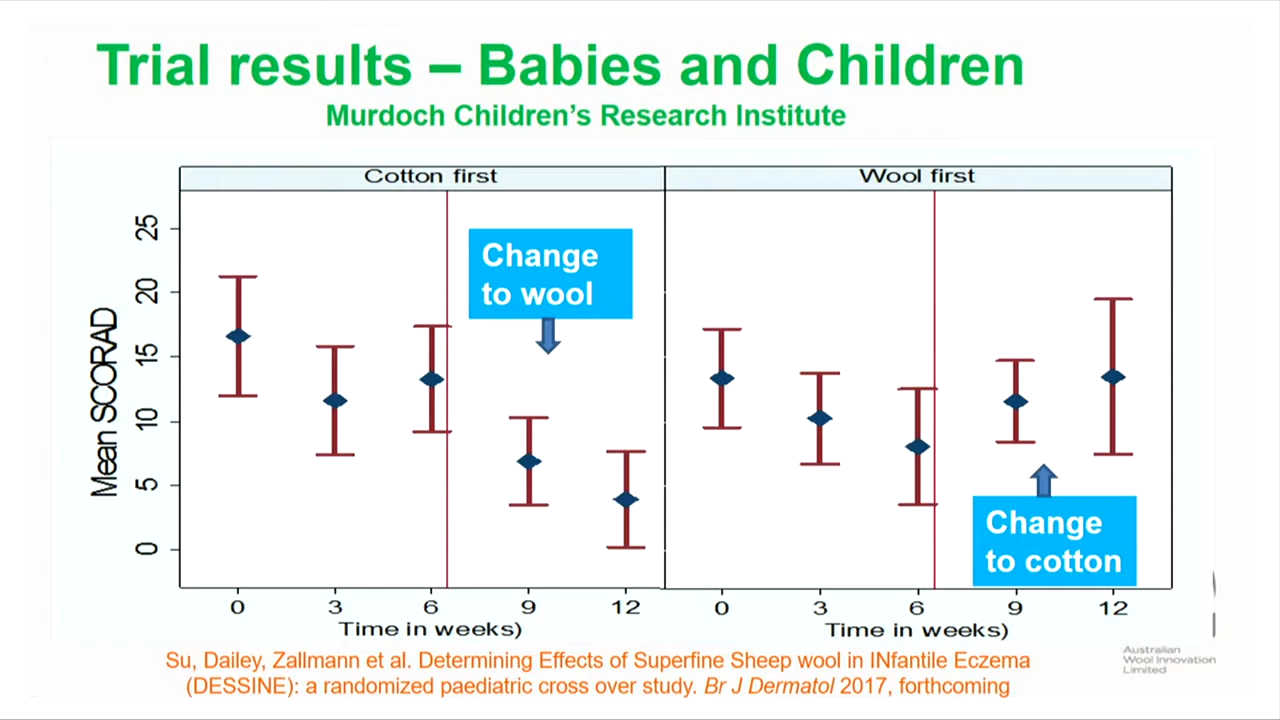 Trial results – Babies and Children
Murdoch Children's Research Institute
Cotton first
Wool first
Mean SCORAD
25
20
15
10
5
0
Change
to wool
Change
to cotton
0 3 6 9 12
0 3 6 9 12
Time in weeks)
Time in weeks)
Su, Dailey, Zallmann et al. Determining Effects of Superfine Sheep wool in INfantile Eczema
(DESSINE): a randomized paediatric cross over study. Br J Dermatol 2017, forthcoming
Australian
Wool Innovation
Limited